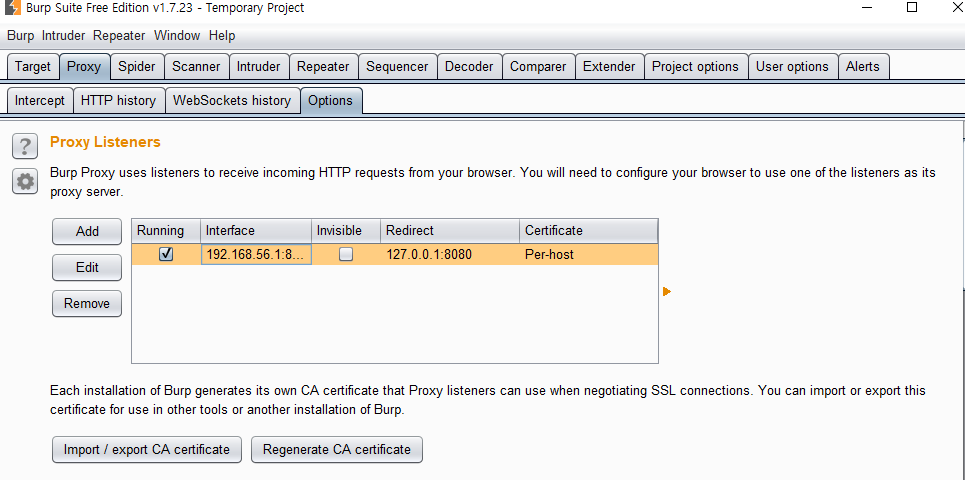 Burp Suite Free Edition v1.7.23 - Temporary Project
Burp Intruder Repeater Window Help
Target Proxy Spider Scanner Intruder Repeater Sequencer Decoder Comparer Extender Project options User options Alerts
Intercept HTTP history WebSockets history Options
? Proxy Listeners
Burp Proxy uses listeners to receive incoming HTTP requests from your browser. You will need to configure your browser to use one of the listeners as its
proxy server.
Add
Running Interface Invisible Redirect Certificate
192.168.56.1:8... 127.0.0.1:8080 Per-host
Edit
Remove
Each installation of Burp generates its own CA certificate that Proxy listeners can use when negotiating SSL connections. You can import or export this
certificate for use in other tools or another installation of Burp.
Import / export CA certificate Regenerate CA certificate